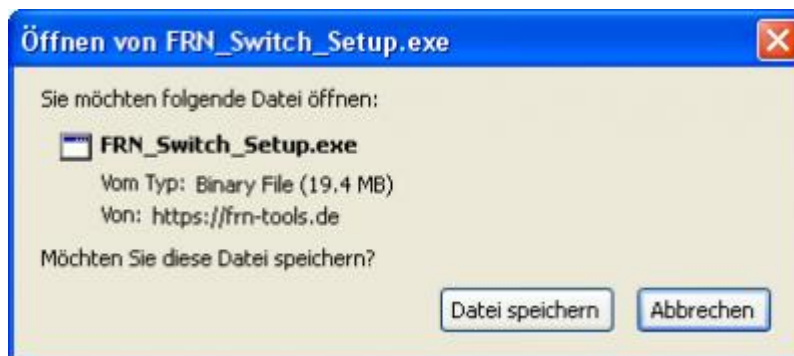 Öffnen von FRN_Switch_Setup.exe
Sie möchten folgende Datei öffnen:
FRN_Switch_Setup.exe
Vom Typ: Binary File (19.4 MB)
Von: https://frn-tools.de
Möchten Sie diese Datei speichern?
Datei speichern Abbrechen